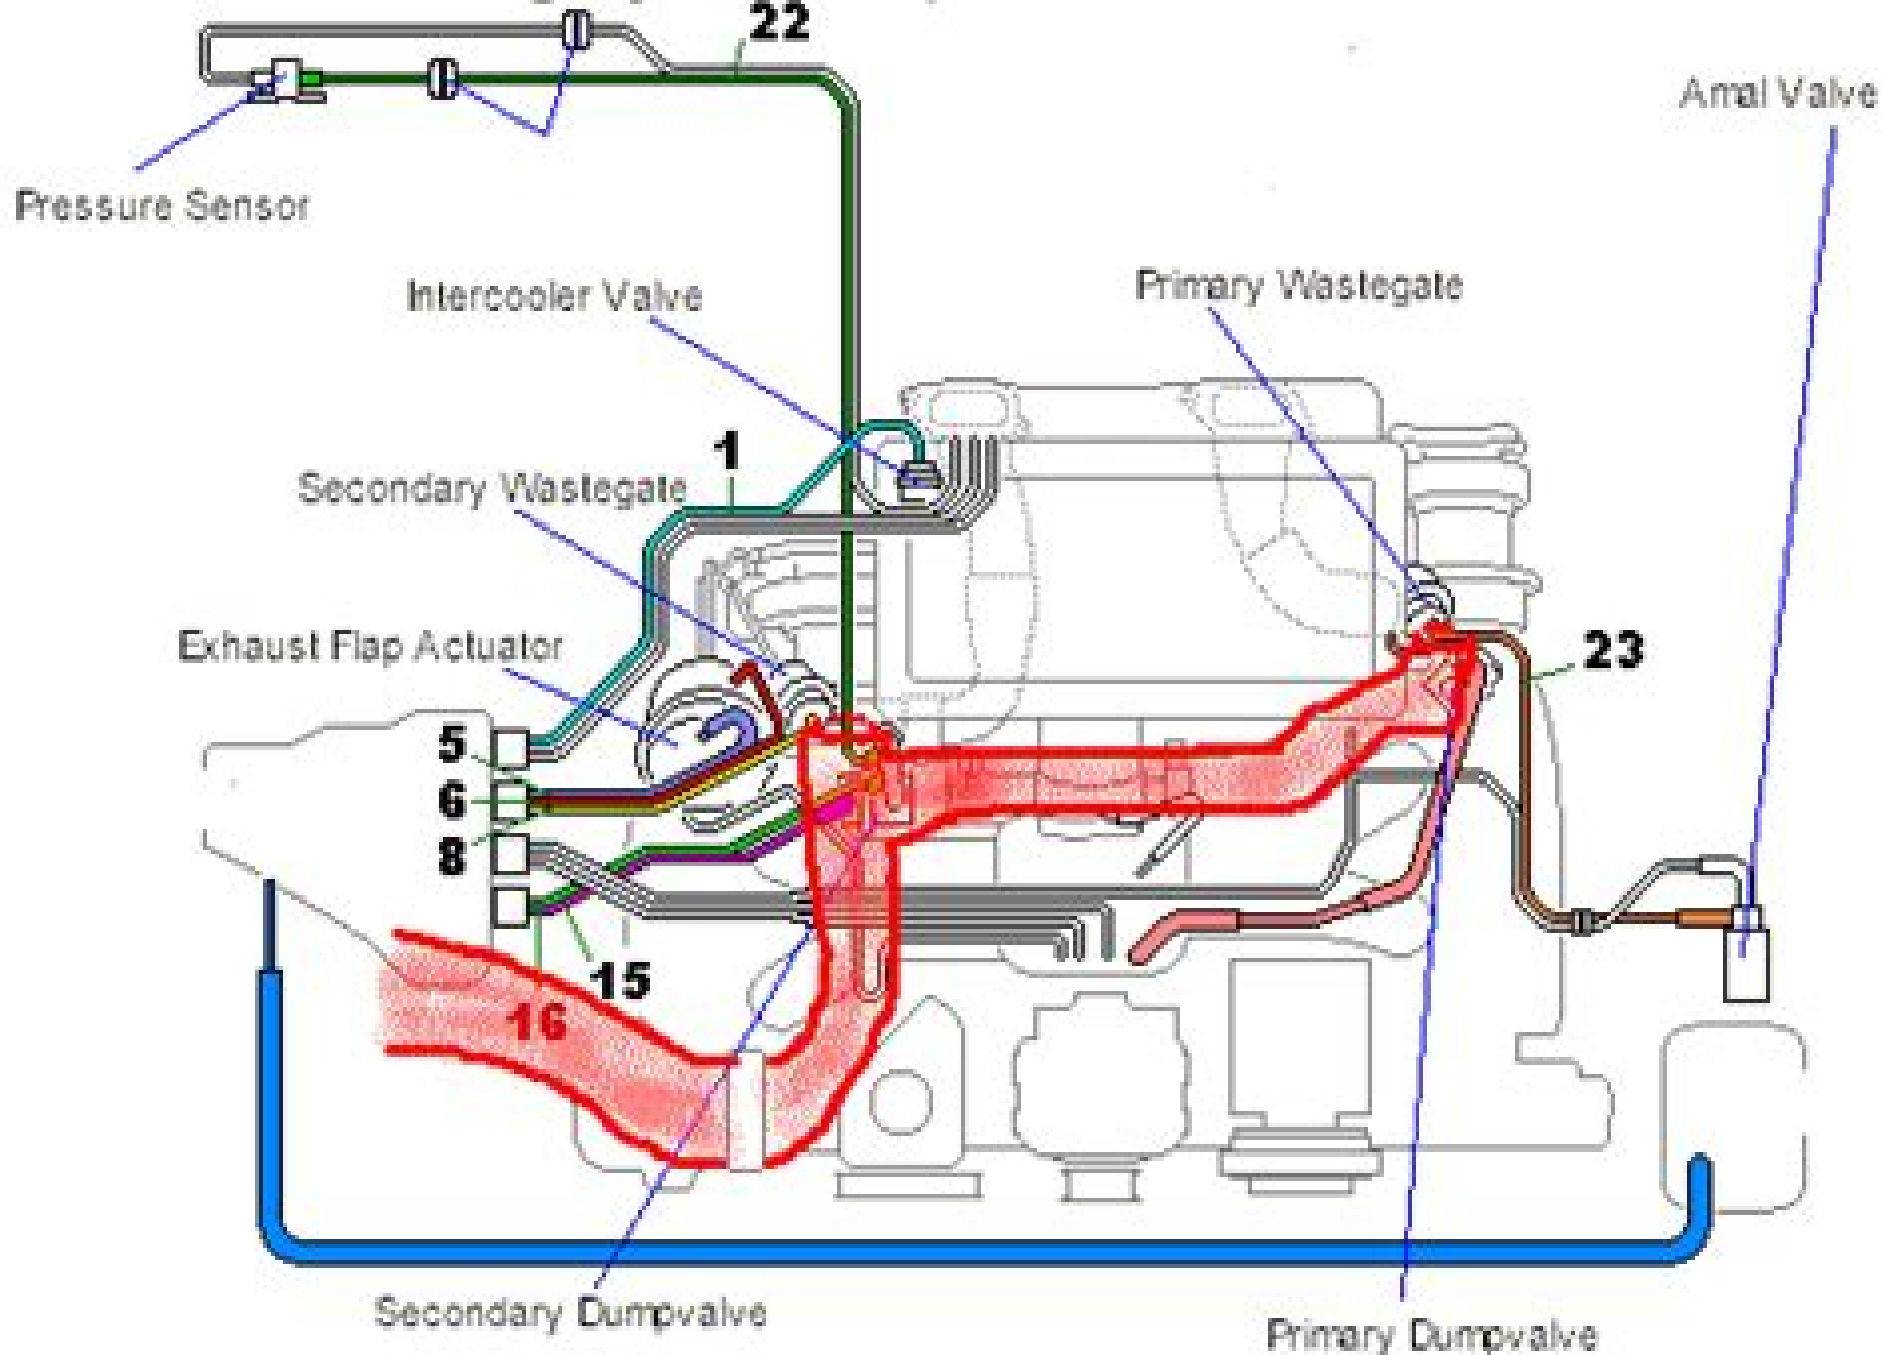 22
Amal Valve
Pressure Sensor
Intercooler Valve
Primary Wastegate
1
Secondary Wastegate
Exhaust Flap Actuator
23
5
6
8
15
16
Secondary Dumpvalve
Primary Dumpvalve